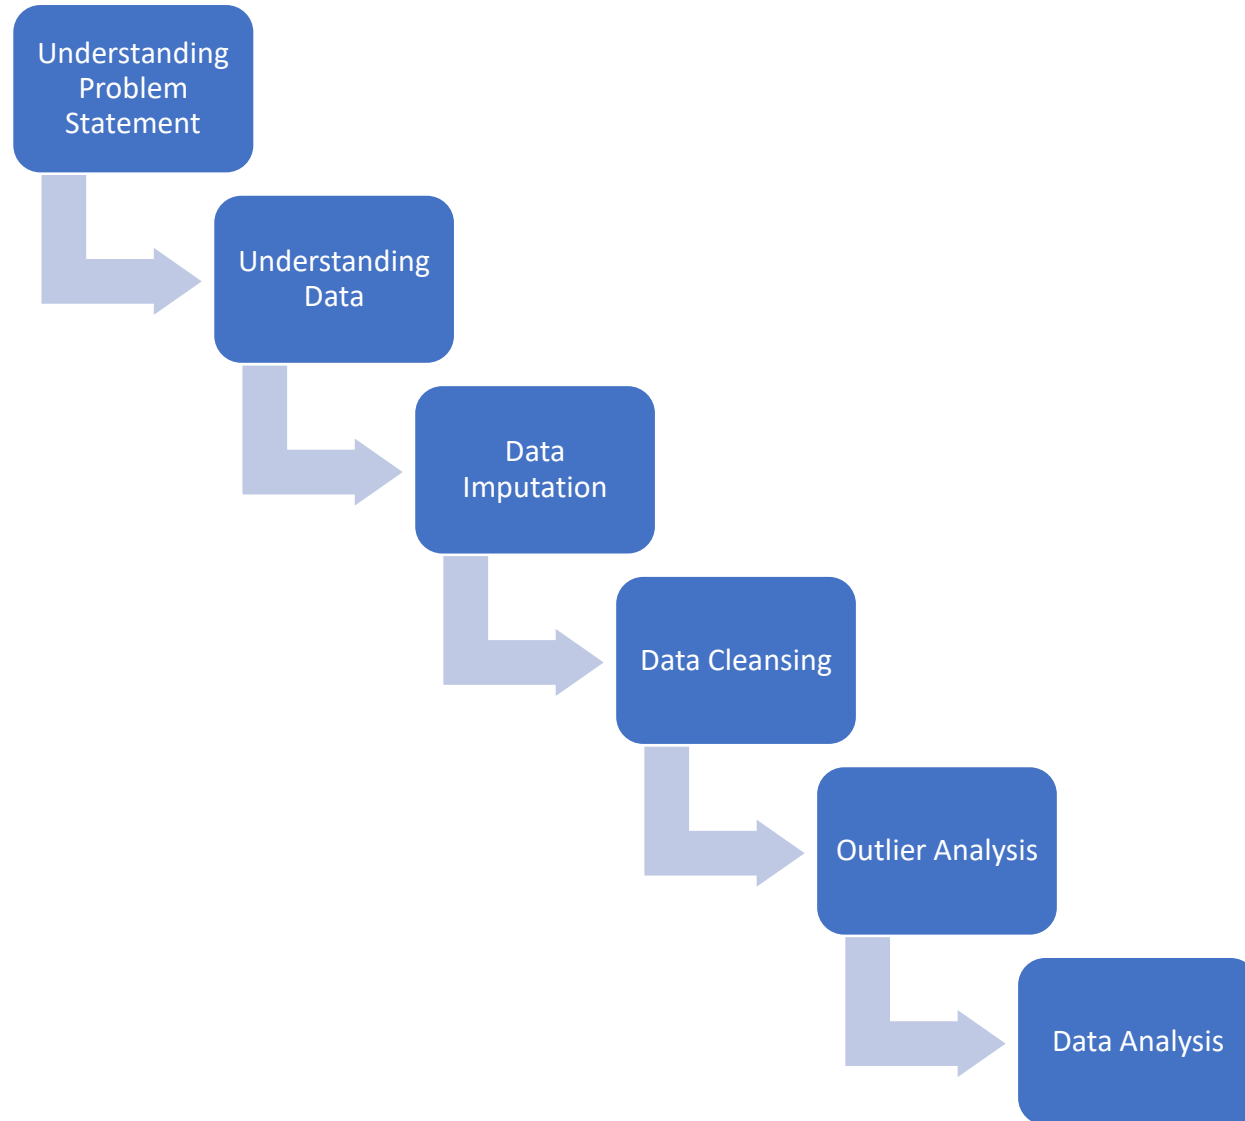 Understanding
Problem
Statement
Understanding
Data
Data
Imputation
Data Cleansing
Outlier Analysis
Data Analysis